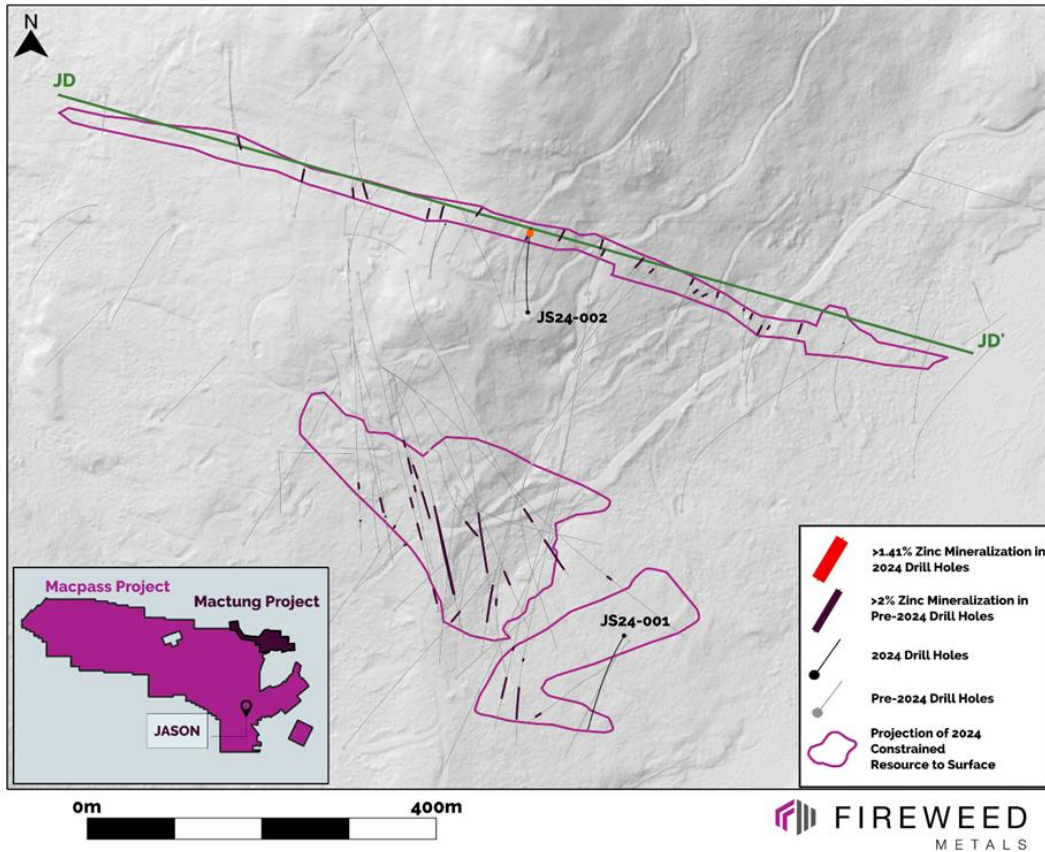 N
JD
JS24-002
JD'
JS24-001
>1.41% Zinc Mineralization in
2024 Drill Holes
>2% Zinc Mineralization in
Pre-2024 Drill Holes
2024 Drill Holes
Pre-2024 Drill Holes
Projection of 2024
Constrained
Resource to Surface
Macpass Project
Mactung Project
JASON
0m
400m
FIREWEED
METALS